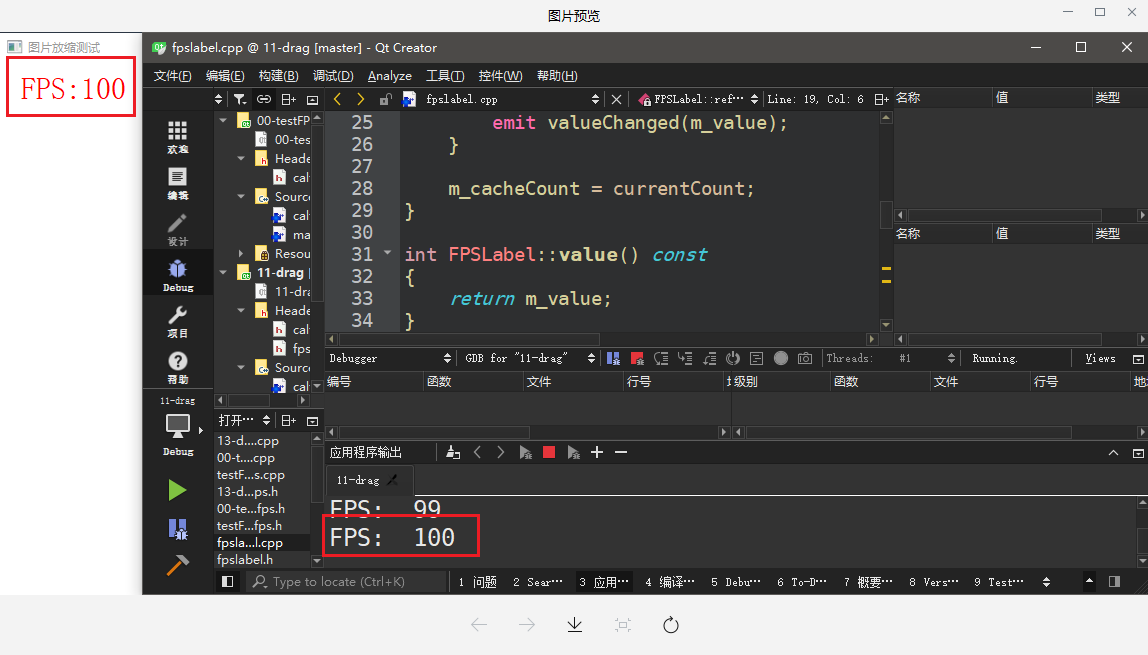 图片预览
图片放缩测试
FPS:100
fpslabel.cpp @ 11-drag [master] - Qt Creator
文件(F) 编辑(E) 构建(B) 调试(D) Analyze 工具(T) 控件(W) 帮助(H)
fpslabel.cpp FPSLabel::ref… Line: 19, Col: 6
名称 值 类型
欢迎
编辑
设计
Debug
项目
帮助
11-drag
Debug
00-testFP
00-tes
Heade
cal
Source
cal
ma
Resou
11-drag
11-dra
Heade
cal
fps
Source
cal
25 emit valueChanged(m_value);
26 }
27
28 m_cacheCount = currentCount;
29 }
30
31 int FPSLabel::value() const
32 {
33 return m_value;
34 }
名称 值 类型
Debugger GDB for "11-drag" Threads: #1 Running. Views
编号 函数 文件 行号 级别 函数 文件 行号
打开…
13-d....cpp
00-t....cpp
testF...s.cpp
13-d...ps.h
00-te...fps.h
testF...fps.h
fpsla...l.cpp
fpslabel.h
应用程序输出
11-drag
FPS: 99
FPS: 100
Type to locate (Ctrl+K)
1 问题 2 Sear… 3 应用… 4 编译… 5 Debu… 6 To-D… 7 概要… 8 Vers… 9 Test…